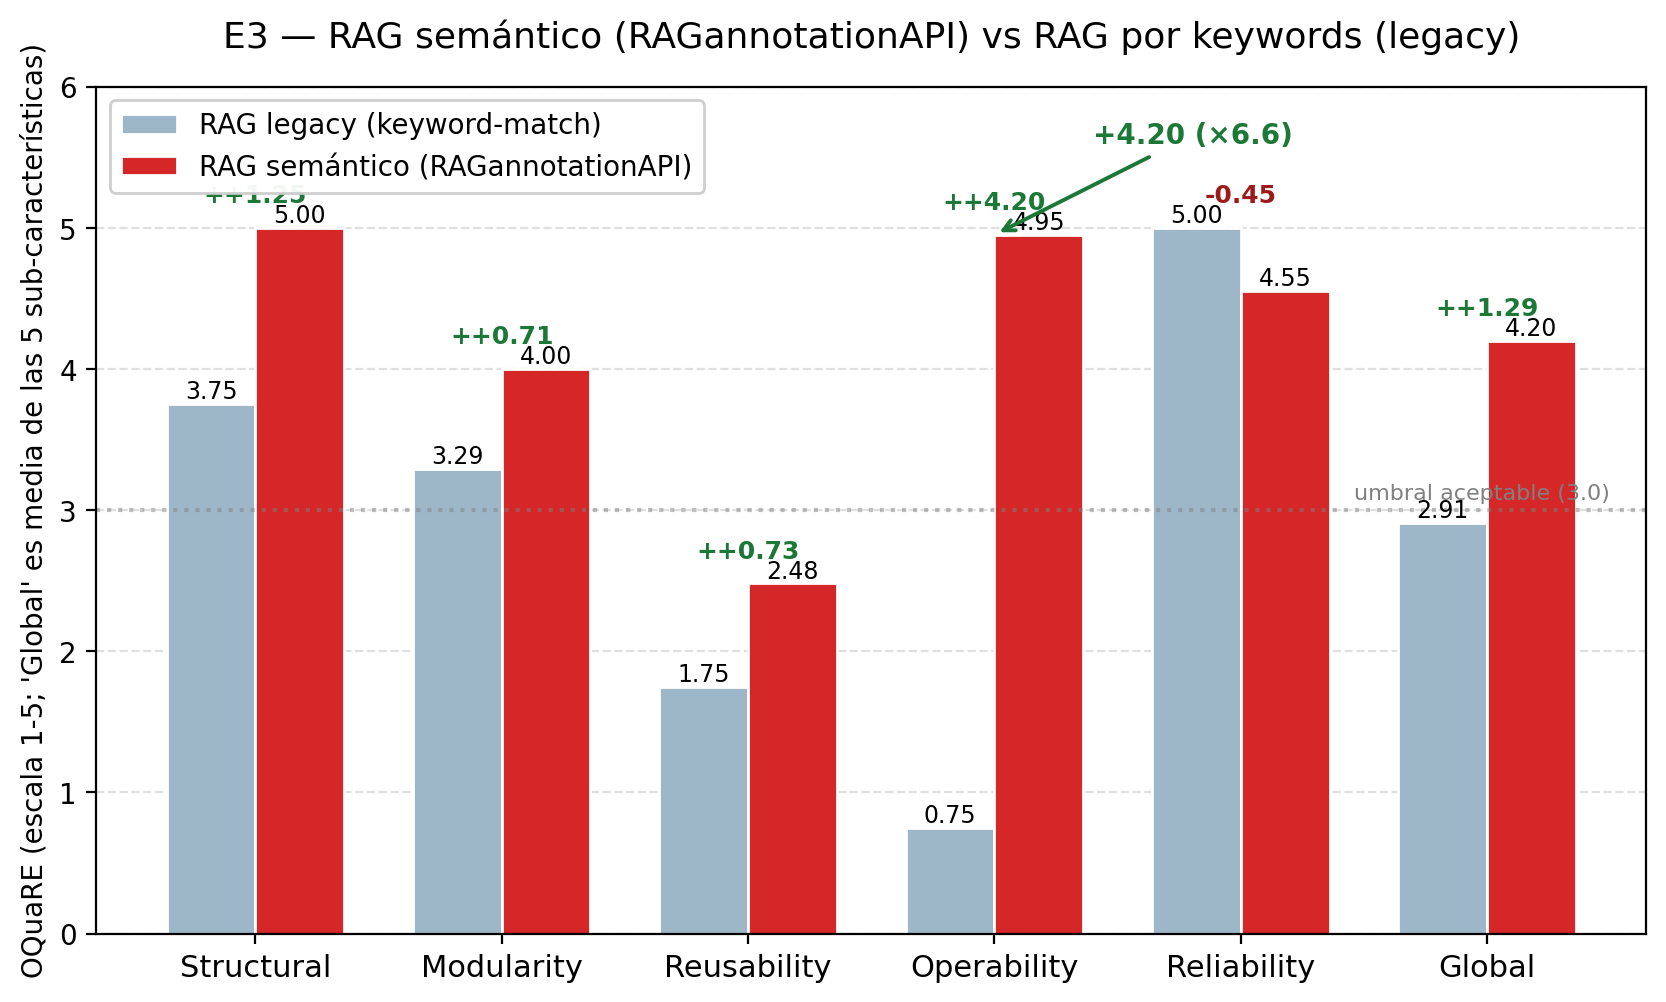 E3 — RAG semántico (RAGannotationAPI) vs RAG por keywords (legacy)
OQuaRE (escala 1-5; 'Global' es media de las 5 sub-características)
6
5
4
3
2
1
0
RAG legacy (keyword-match)
RAG semántico (RAGannotationAPI)
+4.20 (×6.6)
++1.25
3.75
5.00
++0.71
3.29
4.00
++0.73
1.75
2.48
++4.20
0.75
4.95
-0.45
5.00
4.55
++1.29
4.20
umbral aceptable (3.0)
2.91
Structural
Modularity
Reusability
Operability
Reliability
Global